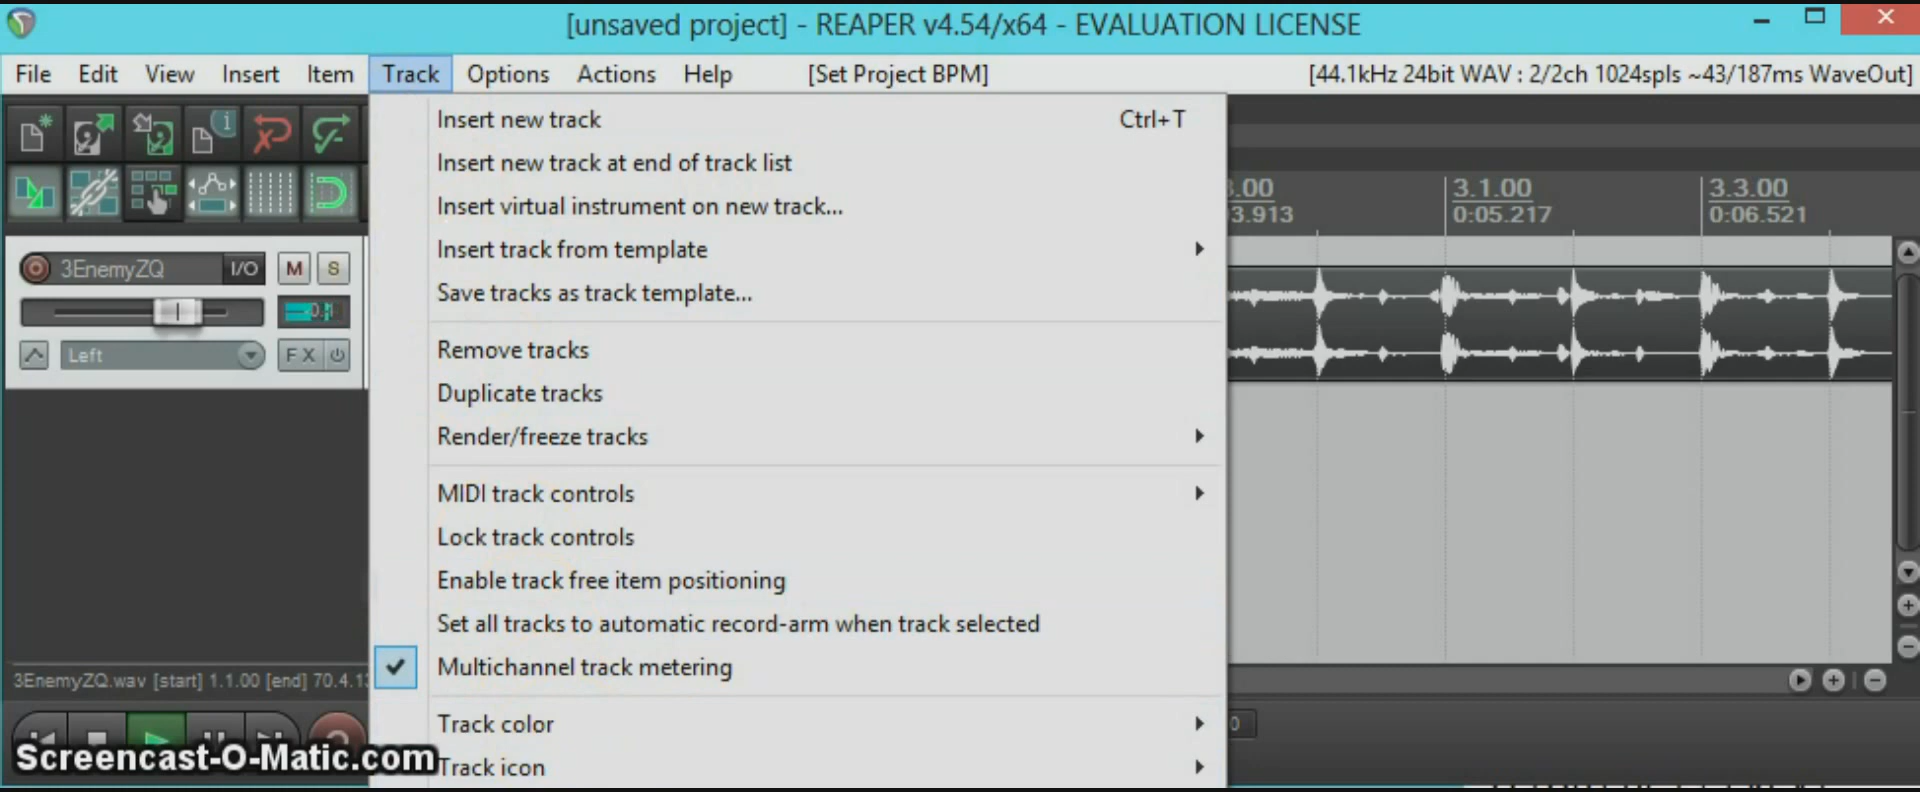 [unsaved project] - REAPER v4.54/x64 - EVALUATION LICENSE
File Edit View Insert Item Track Options Actions Help [Set Project BPM] [44.1kHz 24bit WAV : 2/2ch 1024spls ~43/187ms WaveOut]
Insert new track Ctrl+T
Insert new track at end of track list
Insert virtual instrument on new track...
Insert track from template
Save tracks as track template...
Remove tracks
Duplicate tracks
Render/freeze tracks
MIDI track controls
Lock track controls
Enable track free item positioning
Set all tracks to automatic record-arm when track selected
Multichannel track metering
Track color
Track icon
.00 3.1.00 3.3.00
3.913 0:05.217 0:06.521
3EnemyZQ I/O M S
Left FX
3EnemyZQ.wav [start] 1.1.00 [end] 70.4.1
0
Screencast-O-Matic.com